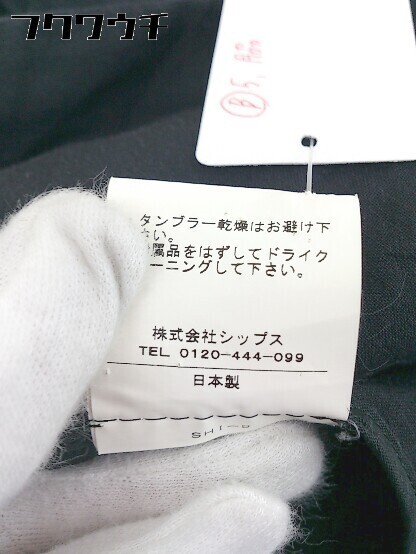 フクワウチ
B 5,
タンブラー乾燥はお避け下
さい。
属品をはずしてドライク
ーニングして下さい。
株式会社シップス
TEL 0120-444-099
日本製
SHI-